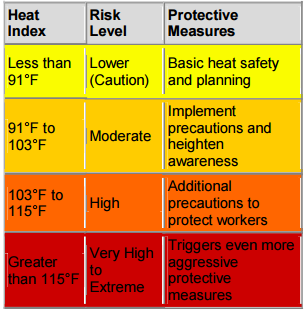 Heat Index
Risk Level
Protective Measures
Less than 91°F
Lower (Caution)
Basic heat safety and planning
91°F to 103°F
Moderate
Implement precautions and heighten awareness
103°F to 115°F
High
Additional precautions to protect workers
Greater than 115°F
Very High to Extreme
Triggers even more aggressive protective measures